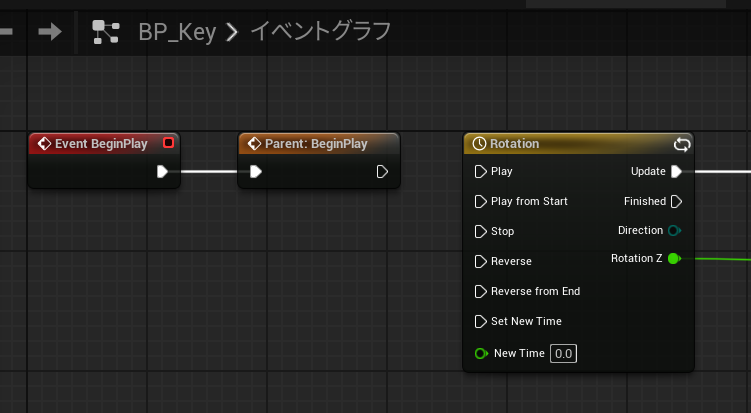 BP_Key > イベントグラフ
Event BeginPlay
Parent: BeginPlay
Rotation
Play
Update
Play from Start
Finished
Stop
Direction
Reverse
Rotation Z
Reverse from End
Set New Time
New Time 0.0